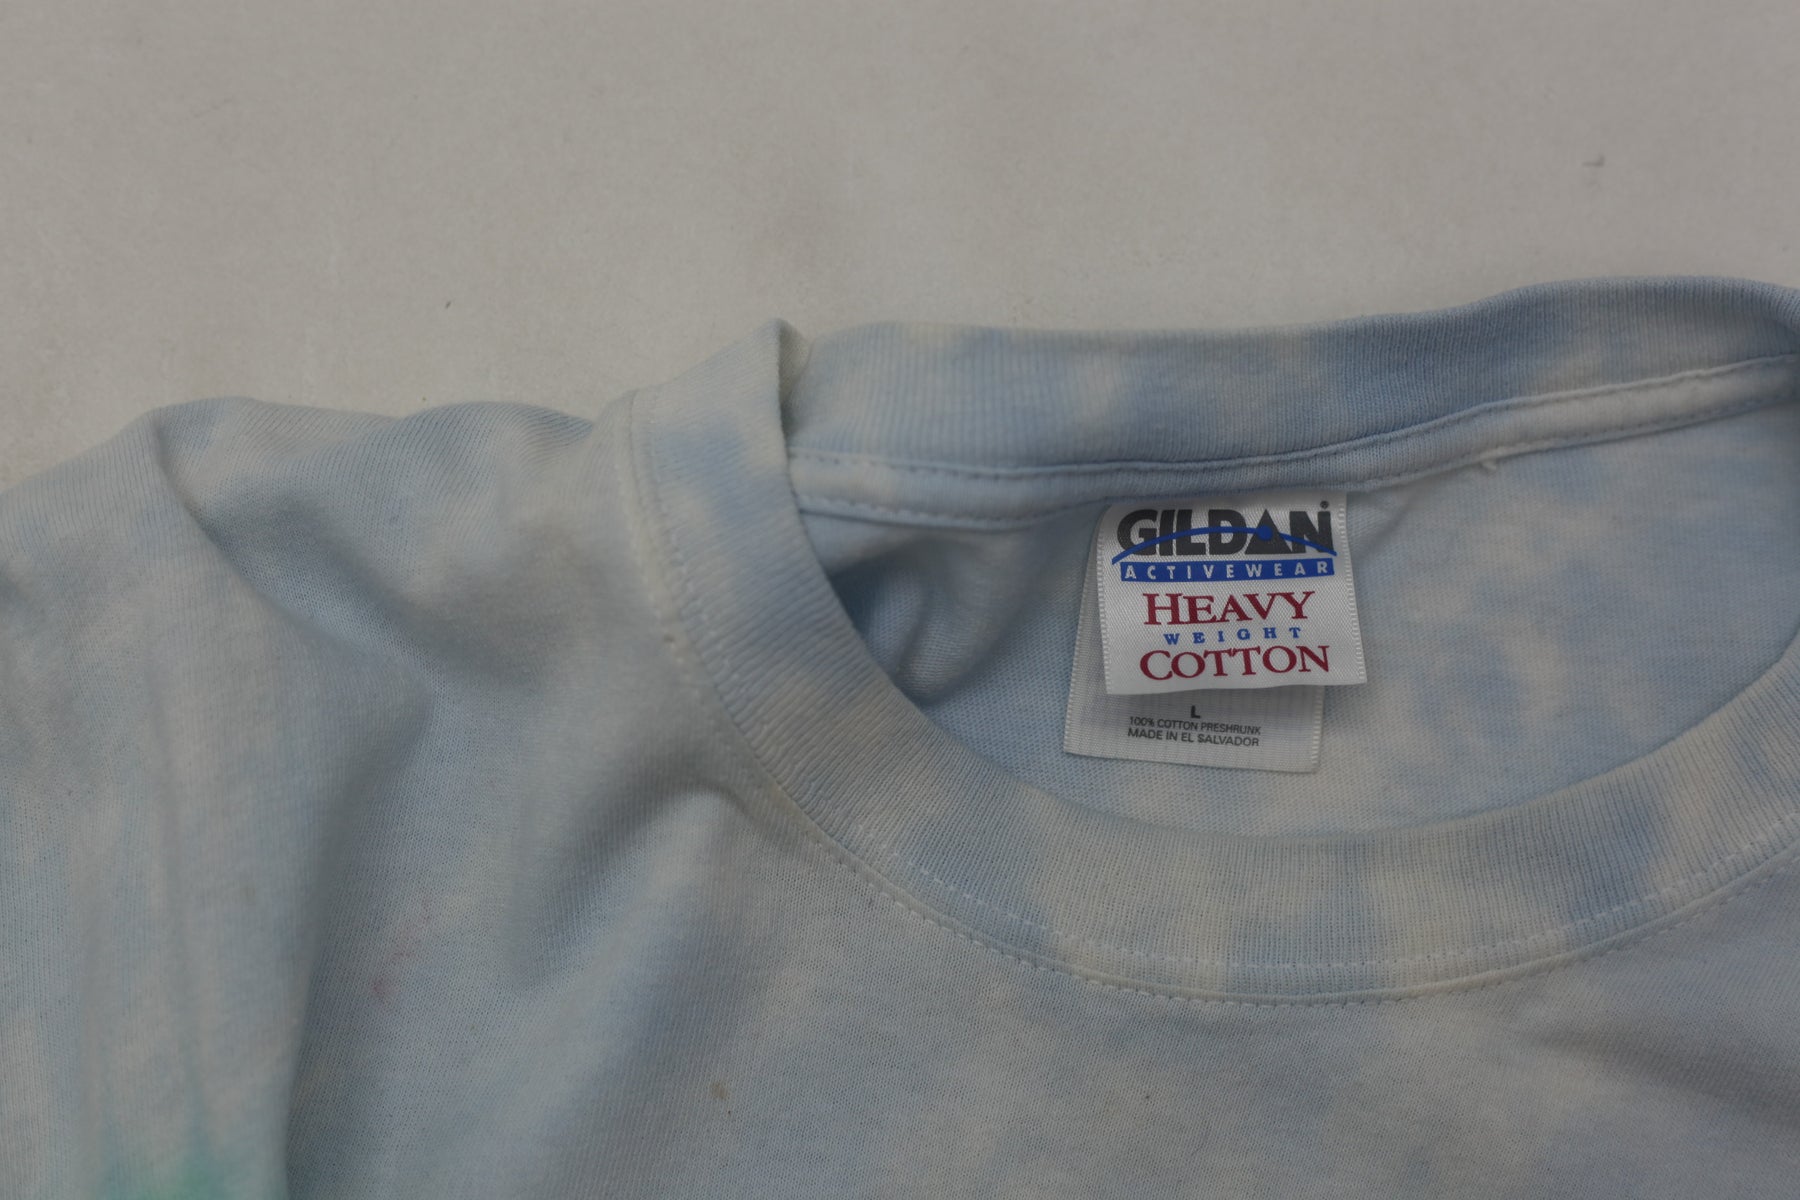 GILDAN®
ACTIVEWEAR
HEAVY
WEIGHT
COTTON
L
100% COTTON PRESHRUNK
MADE IN EL SALVADOR